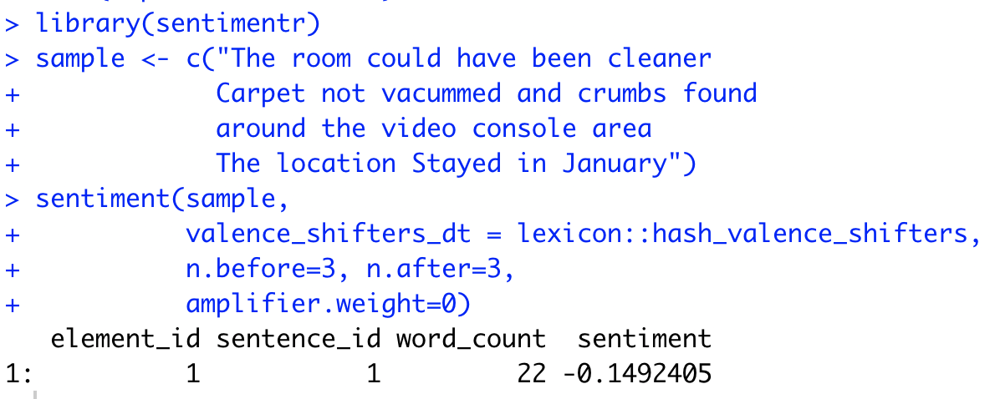 > library(sentimentr)
> sample <- c("The room could have been cleaner
+             Carpet not vacummed and crumbs found
+             around the video console area
+             The location Stayed in January")
> sentiment(sample,
+           valence_shifters_dt = lexicon::hash_valence_shifters,
+           n.before=3, n.after=3,
+           amplifier.weight=0)
   element_id sentence_id word_count  sentiment
1:          1           1         22 -0.1492405